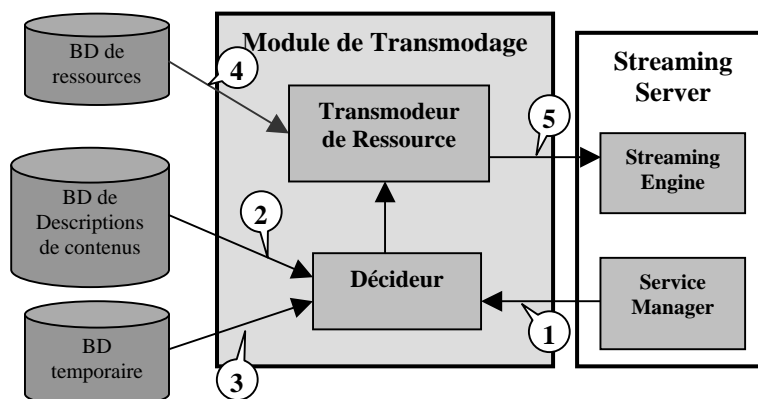 BD de
ressources
4
Module de Transmodage
Streaming
Server
Transmodeur
de Ressource
5
Streaming
Engine
BD de
Descriptions
de contenus
2
Décideur
Service
Manager
1
BD
temporaire
3